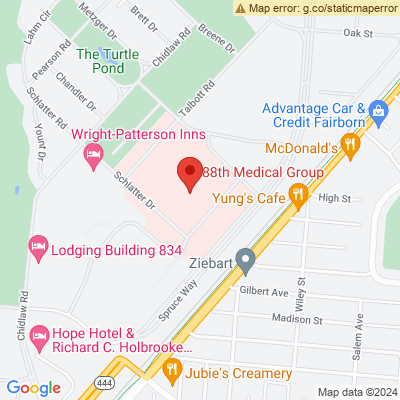 Map error: g.co/staticmaperror
Lahm Cir
Metzger Dr
Brett Dr
Breene Dr
Oak St
Pearson Rd
Chidlaw Rd
The Turtle
Pond
Chandler Dr
Talbott Rd
Schlatter Rd
Advantage Car &
Credit Fairborn
Wright-Patterson Inns
McDonald's
Yount Dr
88th Medical Group
Schlatter Dr
Yung's Cafe
High St
Lodging Building 834
Ziebart
Gilbert Ave
Wiley St
Spruce Way
Madison St
Chidlaw Rd
Salem Ave
Hope Hotel &
Richard C. Holbrooke...
Jubie's Creamery
444
Google
Map data ©2024